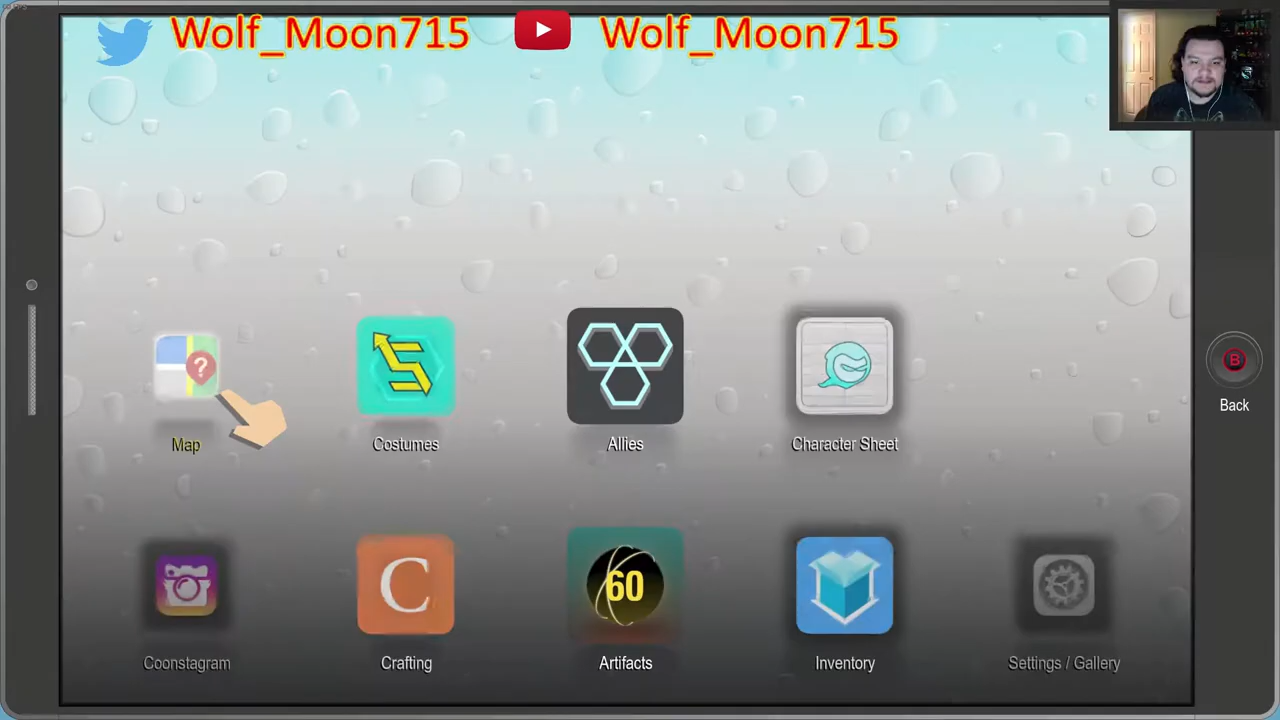 Wolf_Moon715 Wolf_Moon715
?
B
Back
Map Costumes Allies Character Sheet
C
60
Coonstagram Crafting Artifacts Inventory Settings / Gallery